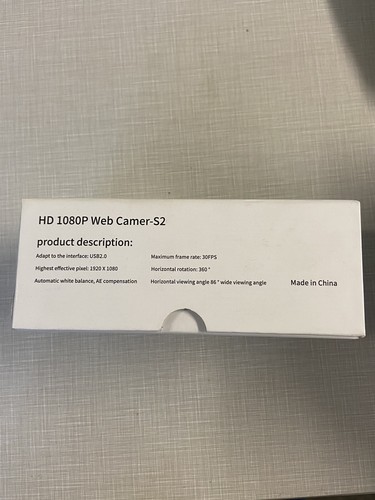 HD 1080P Web Camer-S2
product description:
Adapt to the interface: USB2.0
Maximum frame rate: 30FPS
Highest effective pixel: 1920 X 1080
Horizontal rotation: 360°
Automatic white balance, AE compensation
Horizontal viewing angle 86° wide viewing angle
Made in China